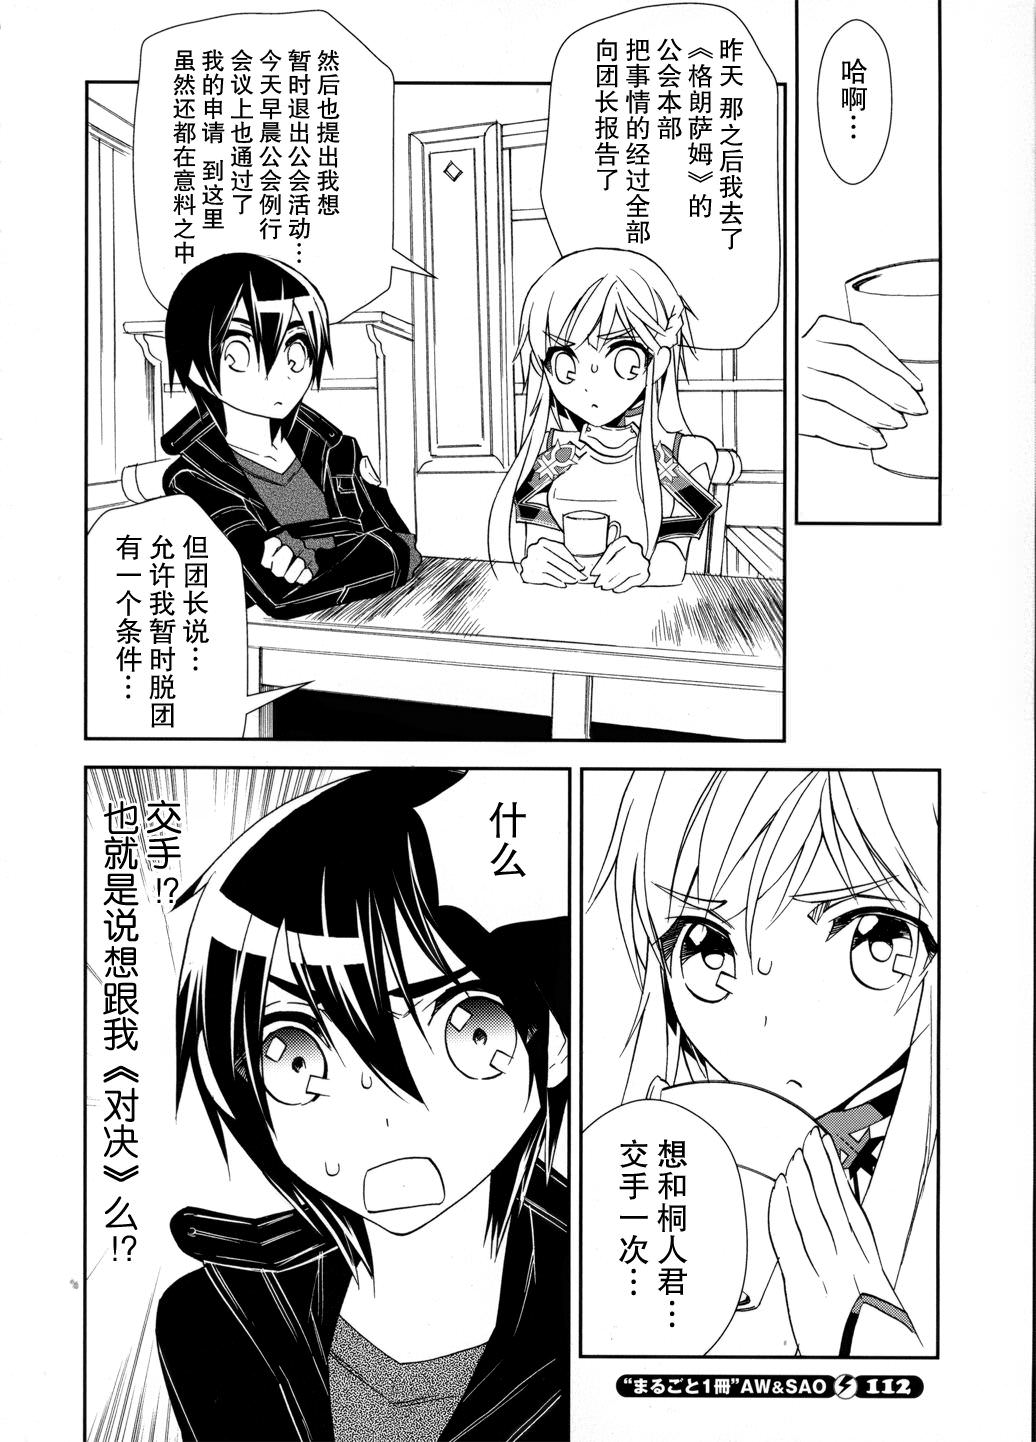 哈啊…
昨天 那之后我去了
《格朗萨姆》的
公会本部
把事情的经过全部
向团长报告了
然后也提出我想
暂时退出公会活动…
今天早晨公会例行
会议上也通过了
我的申请 到这里
虽然还都在意料之中
但团长说…
允许我暂时脱团
有一个条件…
想和桐人君…
交手一次…
什么
交手!?
也就是说想跟我《对决》么!?
“まるごと1冊”AW&SAO 112